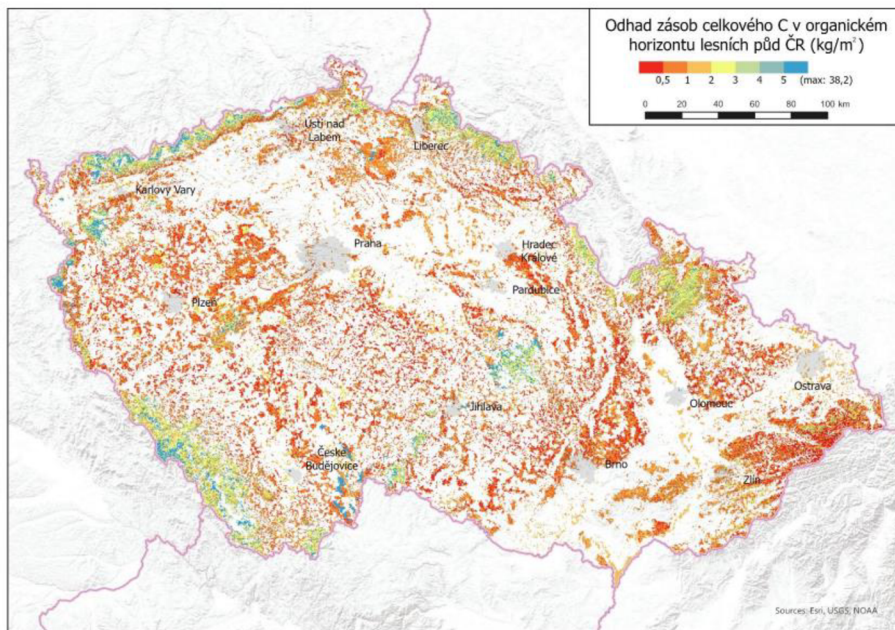 Odhad zásob celkového C v organickém
horizontu lesních půd ČR (kg/m²)
0,5 1 2 3 4 5 (max: 38,2)
0 20 40 60 80 100 km
Ústí nad
Labem
Liberec
Karlovy Vary
Praha
Hradec
Králové
Pardubice
Plzeň
Ostrava
Jihlava
Olomouc
České
Budějovice
Brno
Zlín
Sources: Esri, USGS, NOAA